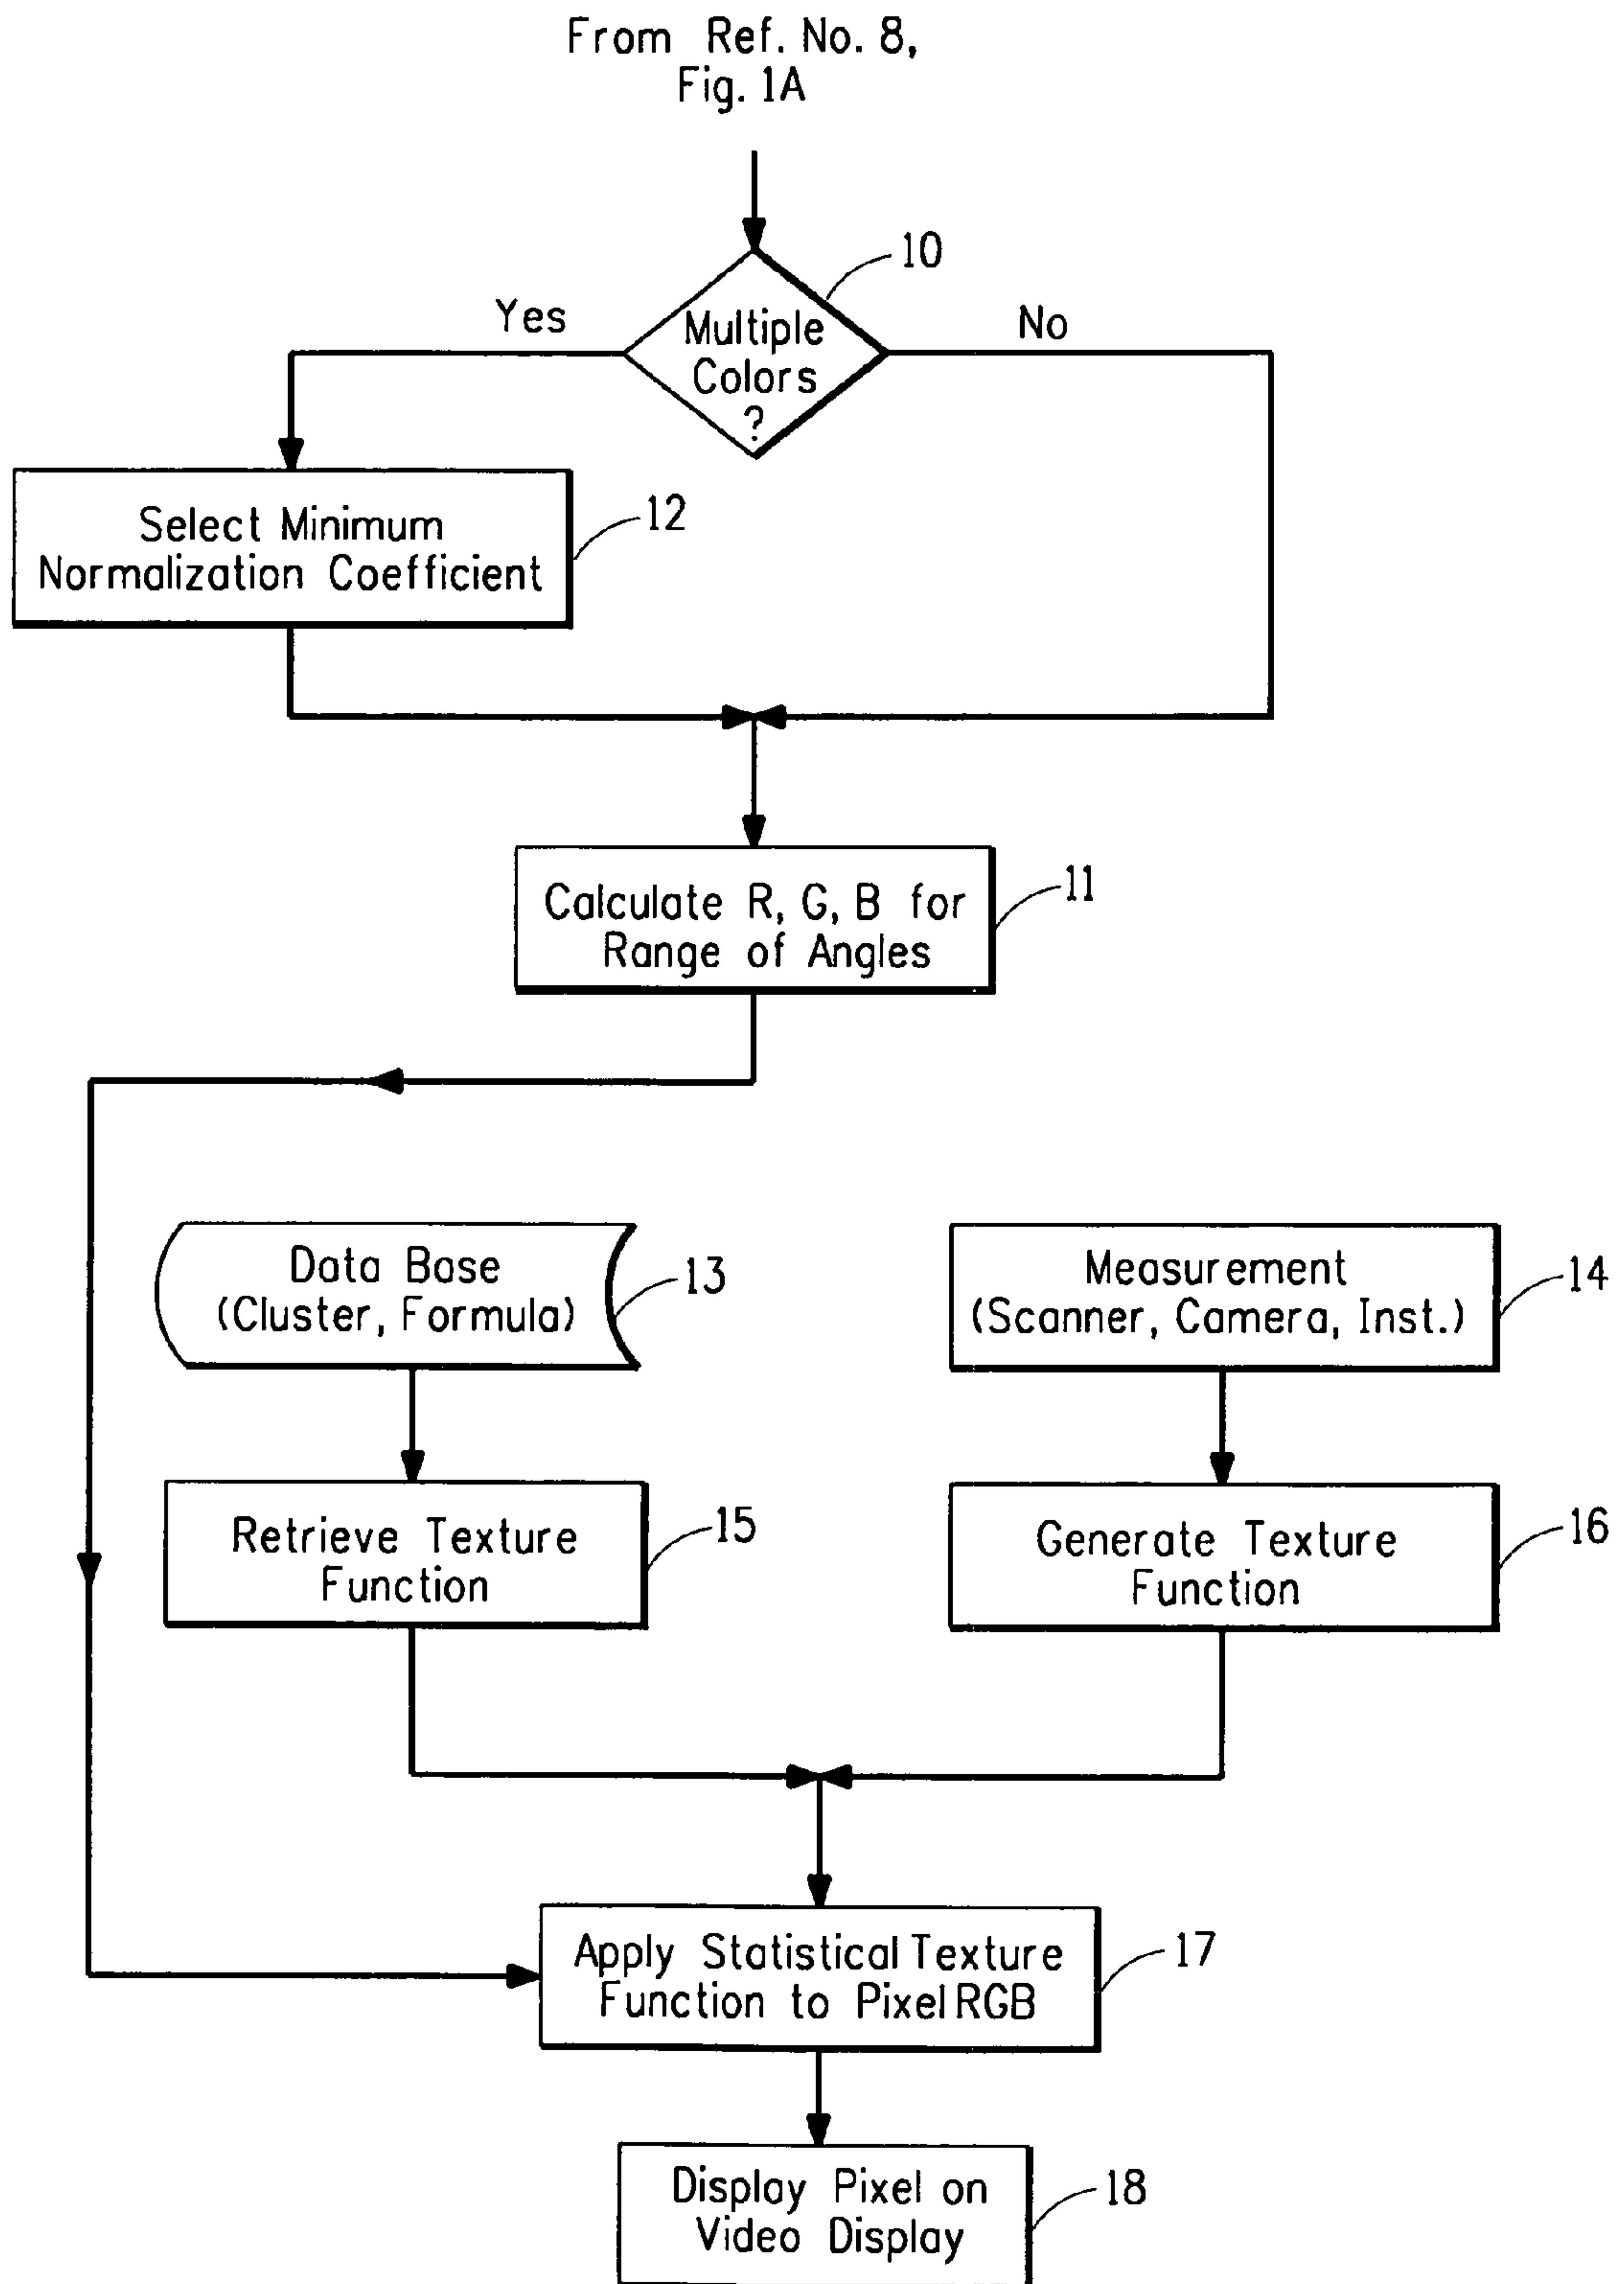 From Ref. No. 8,
Fig. 1A
10
Yes
No
Multiple
Colors
?
12
Select Minimum
Normalization Coefficient
11
Calculate R, G, B for
Range of Angles
Data Base
(Cluster, Formula)
13
Measurement
(Scanner, Camera, Inst.)
14
Retrieve Texture
Function
15
Generate Texture
Function
16
Apply Statistical Texture
Function to Pixel RGB
17
Display Pixel on
Video Display
18